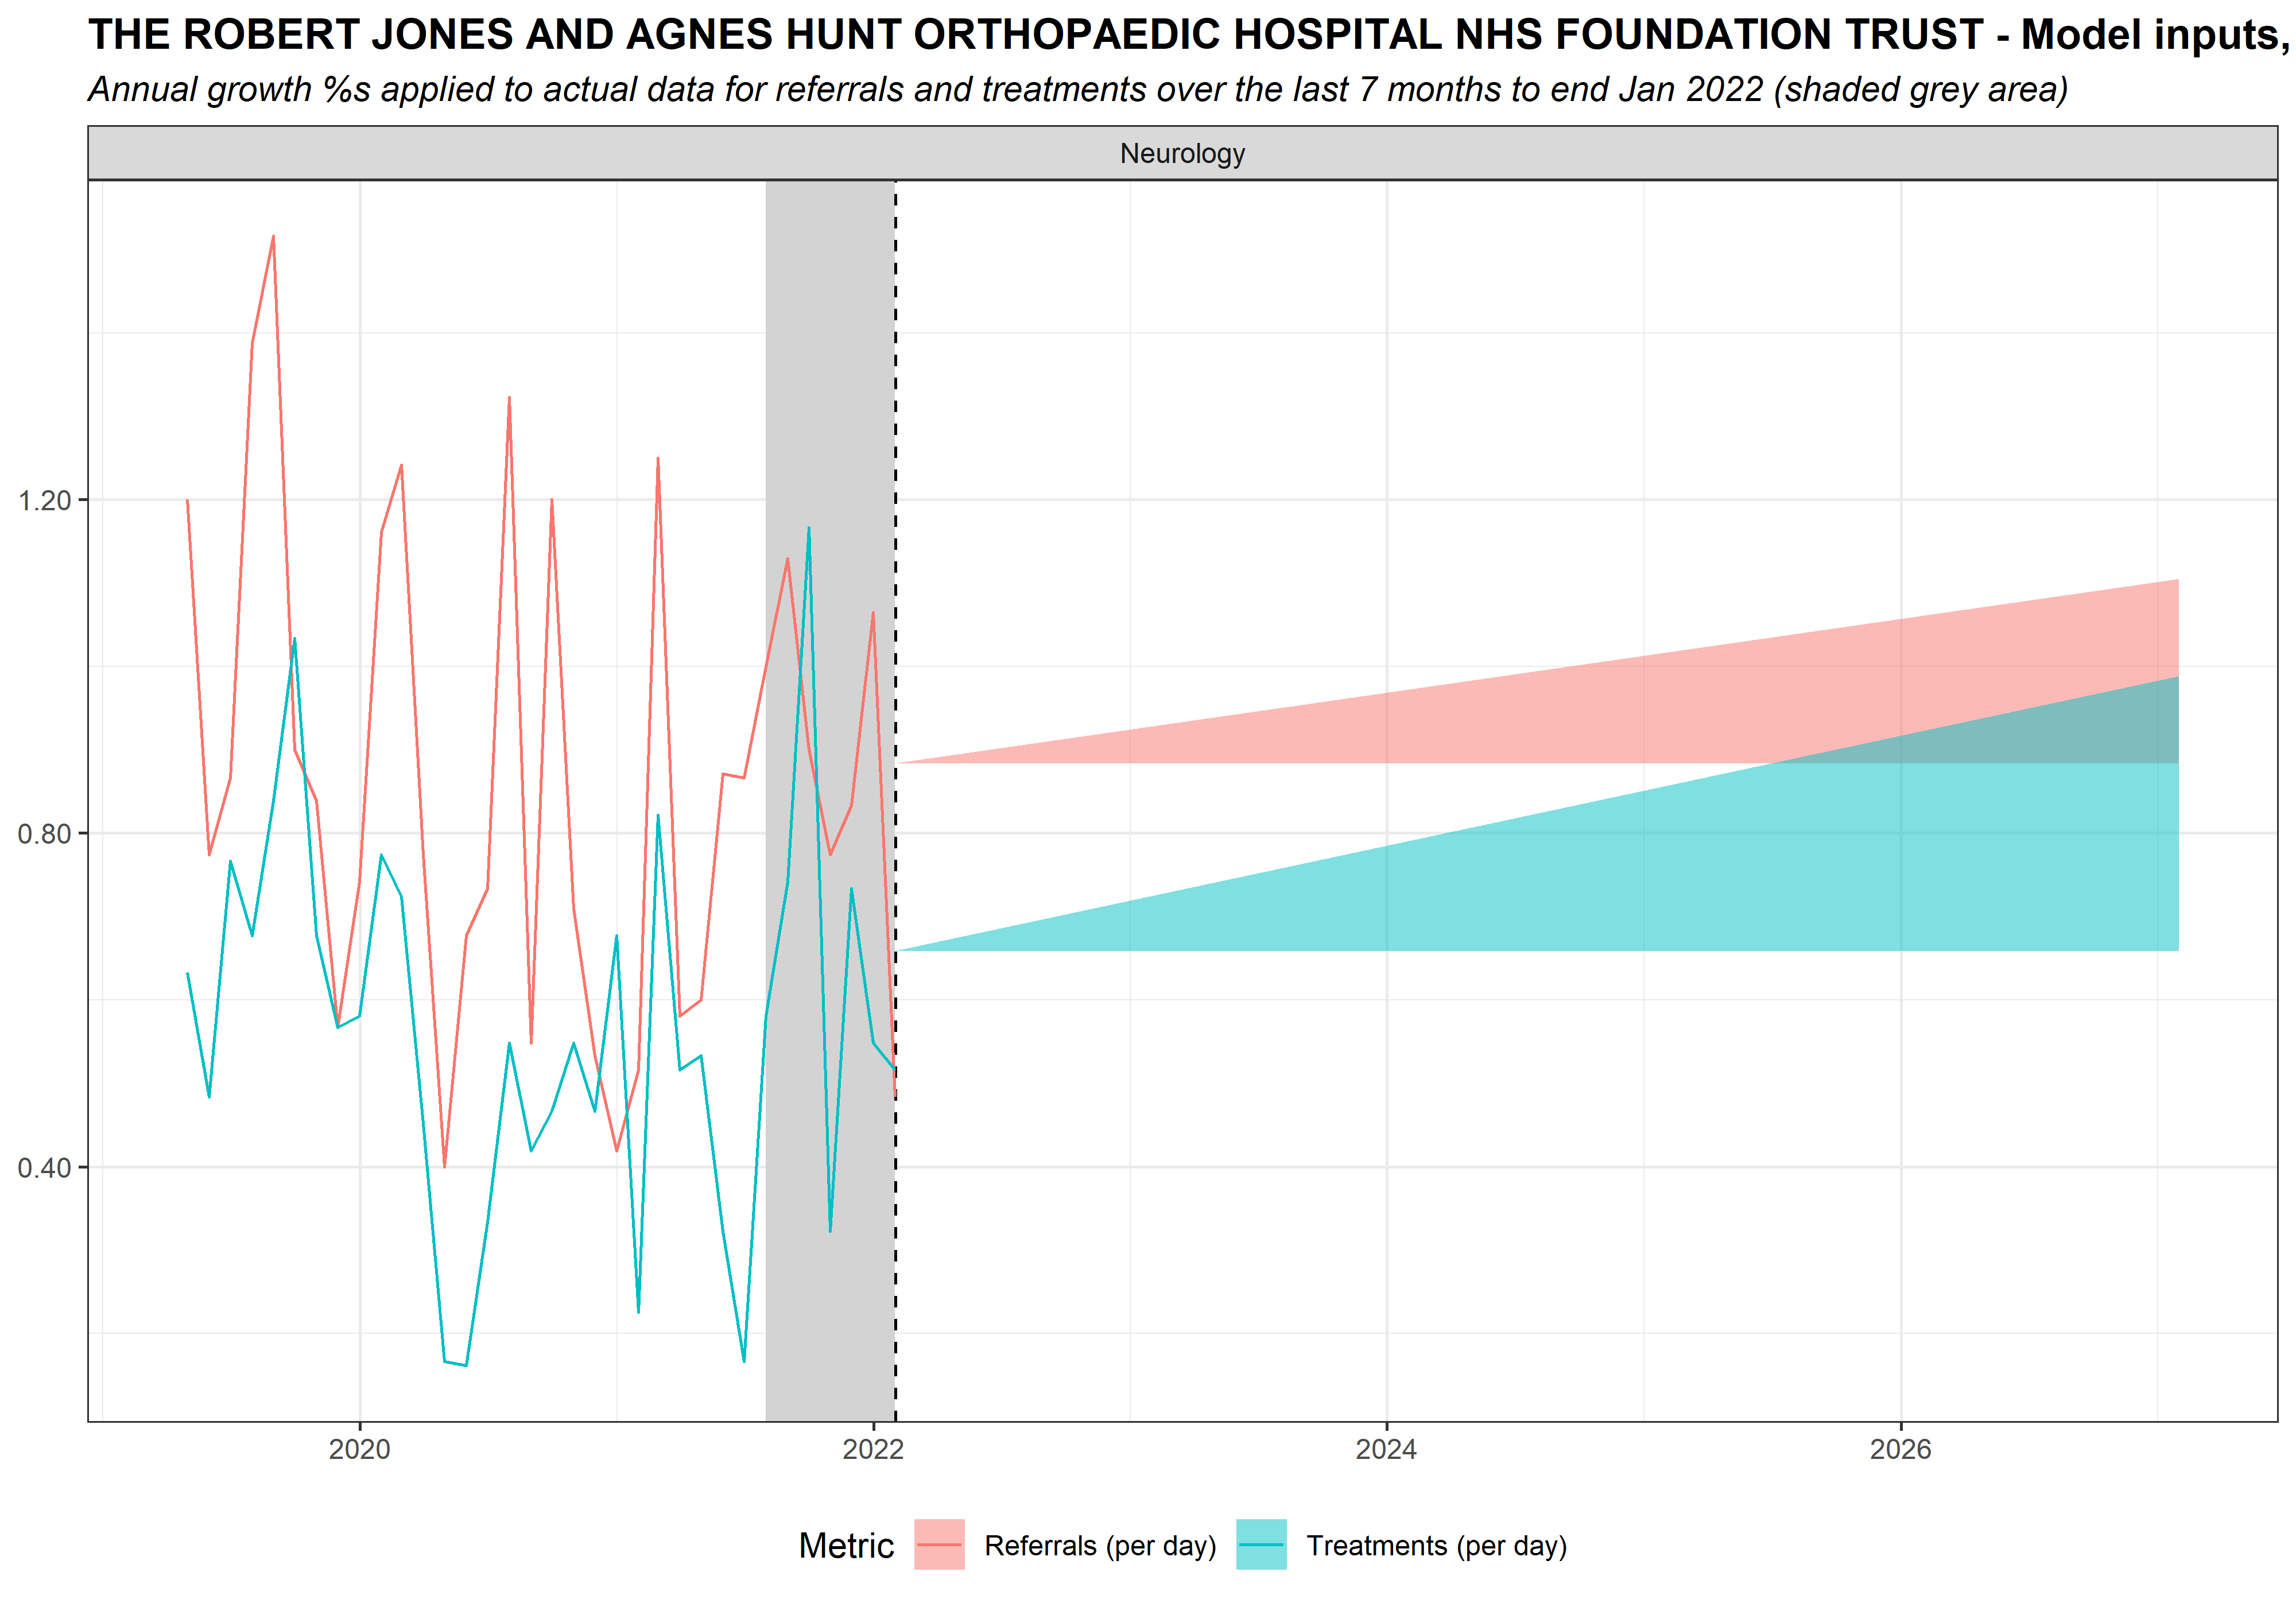 THE ROBERT JONES AND AGNES HUNT ORTHOPAEDIC HOSPITAL NHS FOUNDATION TRUST - Model inputs,
Annual growth %s applied to actual data for referrals and treatments over the last 7 months to end Jan 2022 (shaded grey area)
Neurology
1.20
0.80
0.40
2020 2022 2024 2026
Metric Referrals (per day) Treatments (per day)